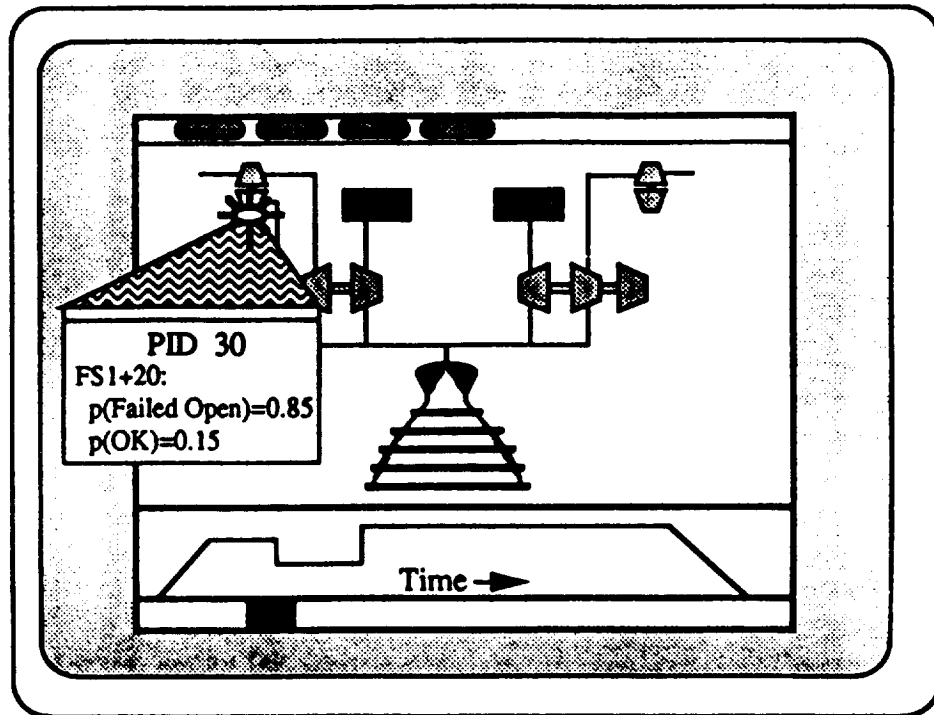 PID 30
FS1+20:
p(Failed Open)=0.85
p(OK)=0.15
Time